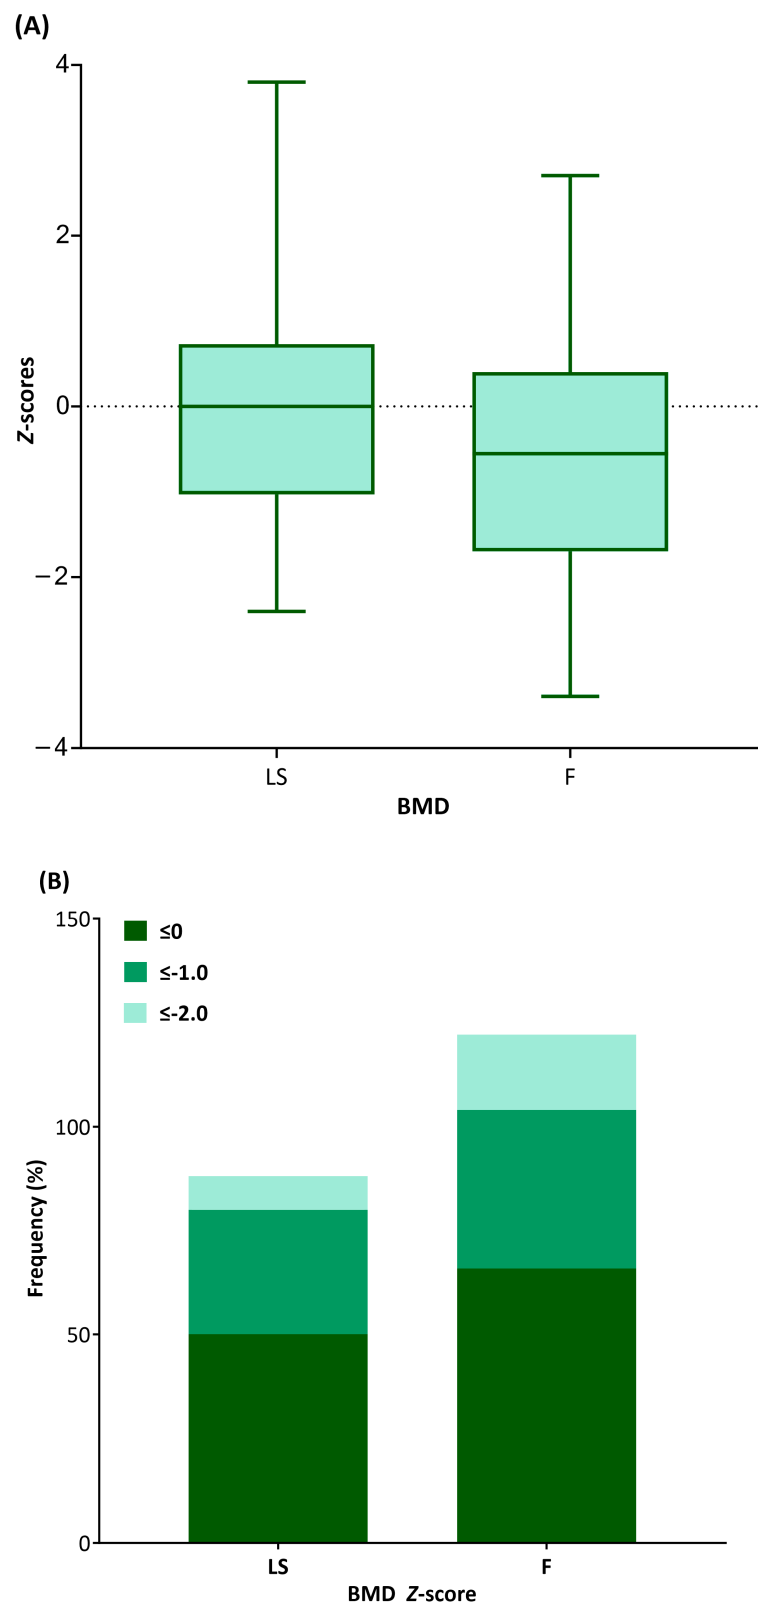 (A)
4
2
0
−2
−4
Z-scores
LS
F
BMD
(B)
150
100
50
0
≤0
≤-1.0
≤-2.0
Frequency (%)
LS
F
BMD Z-score